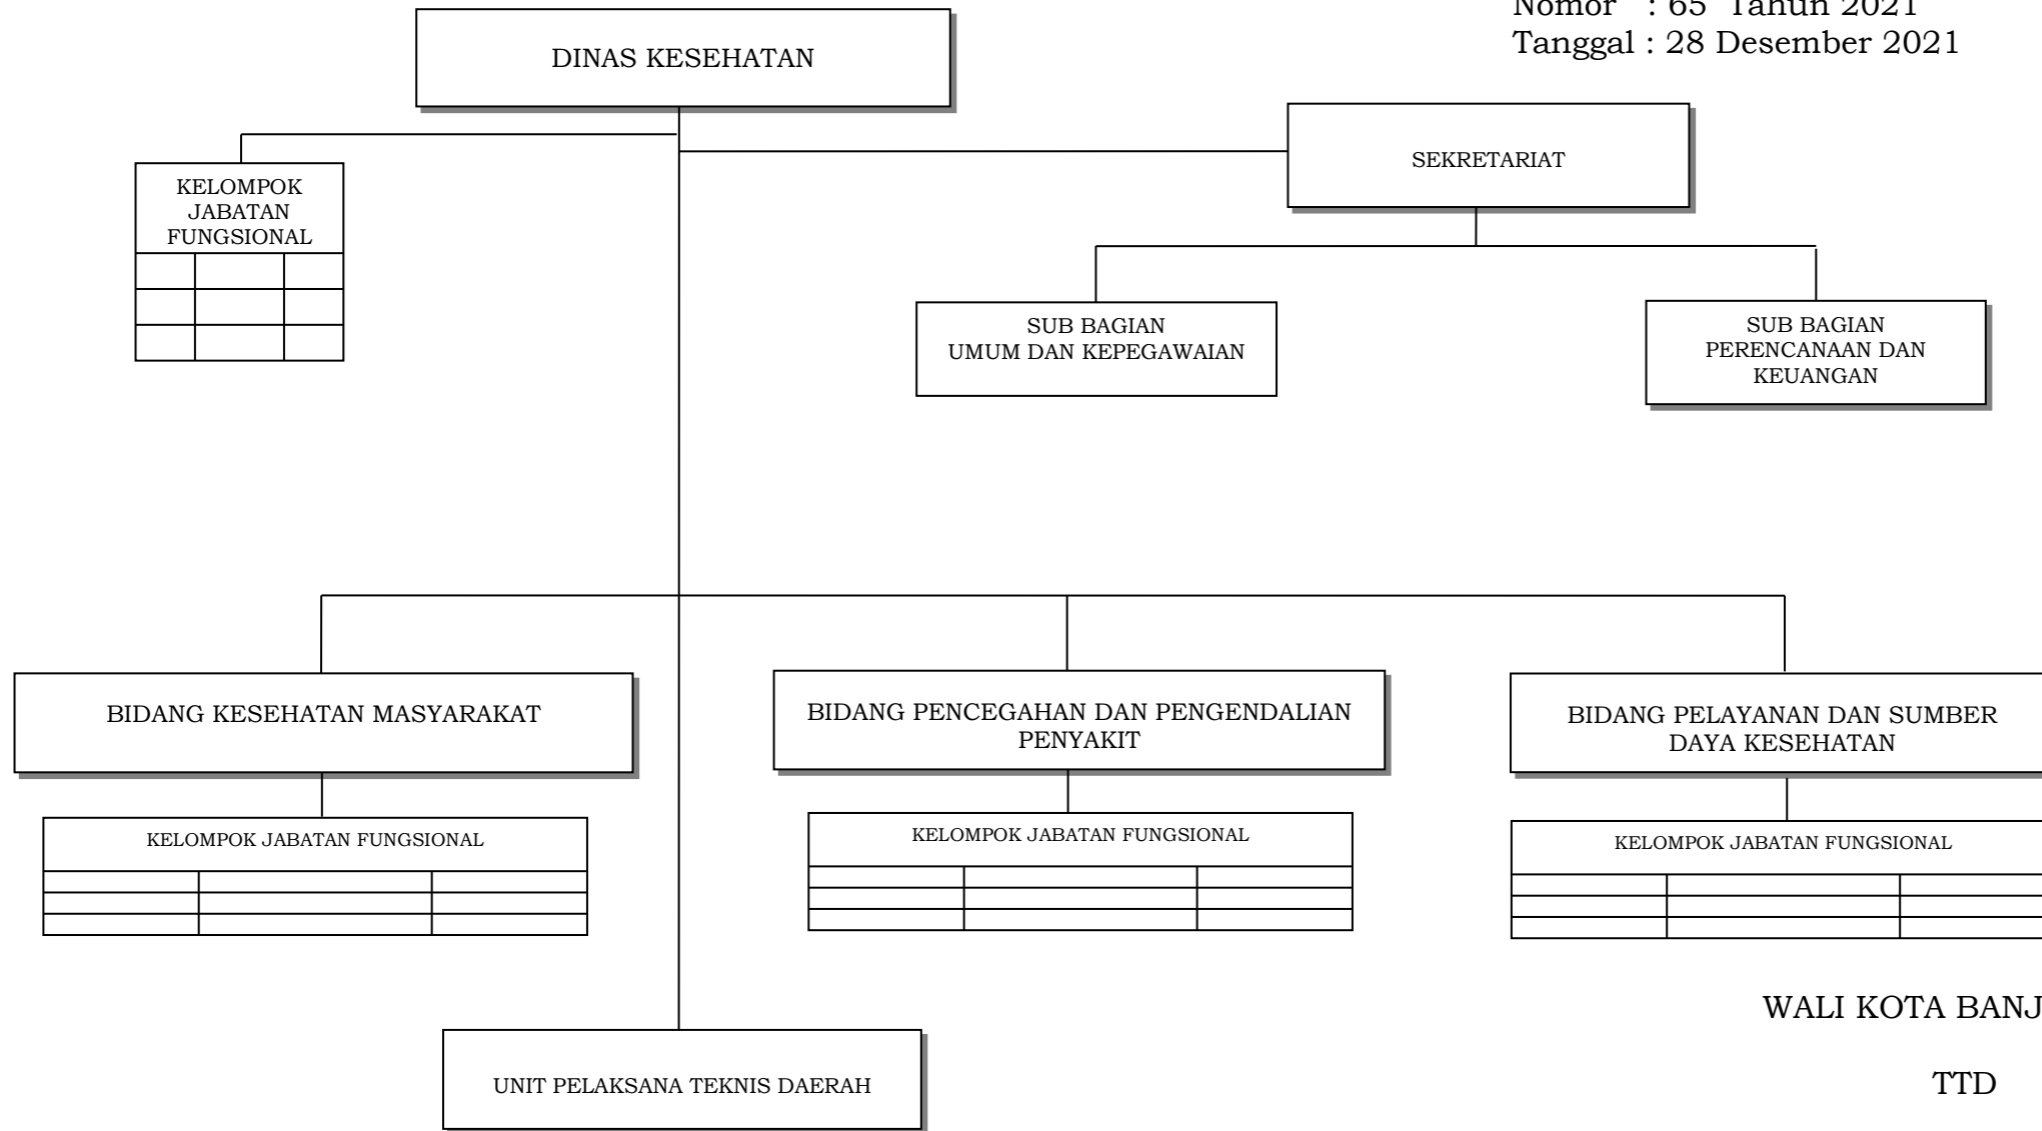 Nomor : 65 Tahun 2021
Tanggal : 28 Desember 2021
DINAS KESEHATAN
SEKRETARIAT
KELOMPOK
JABATAN
FUNGSIONAL
SUB BAGIAN
UMUM DAN KEPEGAWAIAN
SUB BAGIAN
PERENCANAAN DAN
KEUANGAN
BIDANG KESEHATAN MASYARAKAT
BIDANG PENCEGAHAN DAN PENGENDALIAN
PENYAKIT
BIDANG PELAYANAN DAN SUMBER
DAYA KESEHATAN
KELOMPOK JABATAN FUNGSIONAL
KELOMPOK JABATAN FUNGSIONAL
KELOMPOK JABATAN FUNGSIONAL
WALI KOTA BANJ
UNIT PELAKSANA TEKNIS DAERAH
TTD